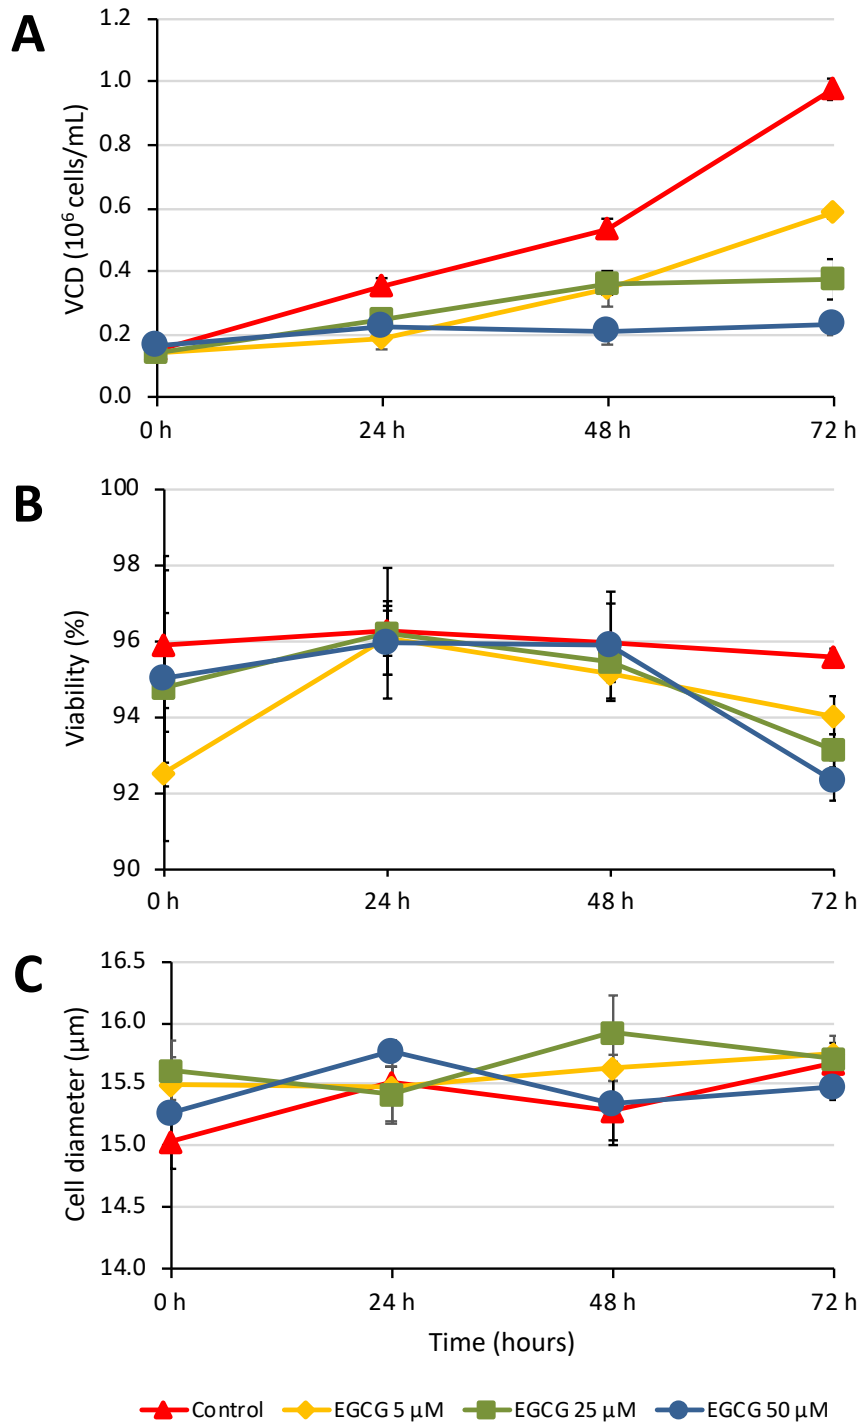 A
VCD (10⁶ cells/mL)
1.2
1.0
0.8
0.6
0.4
0.2
0.0
0 h 24 h 48 h 72 h
B
Viability (%)
100
98
96
94
92
90
0 h 24 h 48 h 72 h
C
Cell diameter (µm)
16.5
16.0
15.5
15.0
14.5
14.0
0 h 24 h 48 h 72 h
Time (hours)
Control EGCG 5 µM EGCG 25 µM EGCG 50 µM